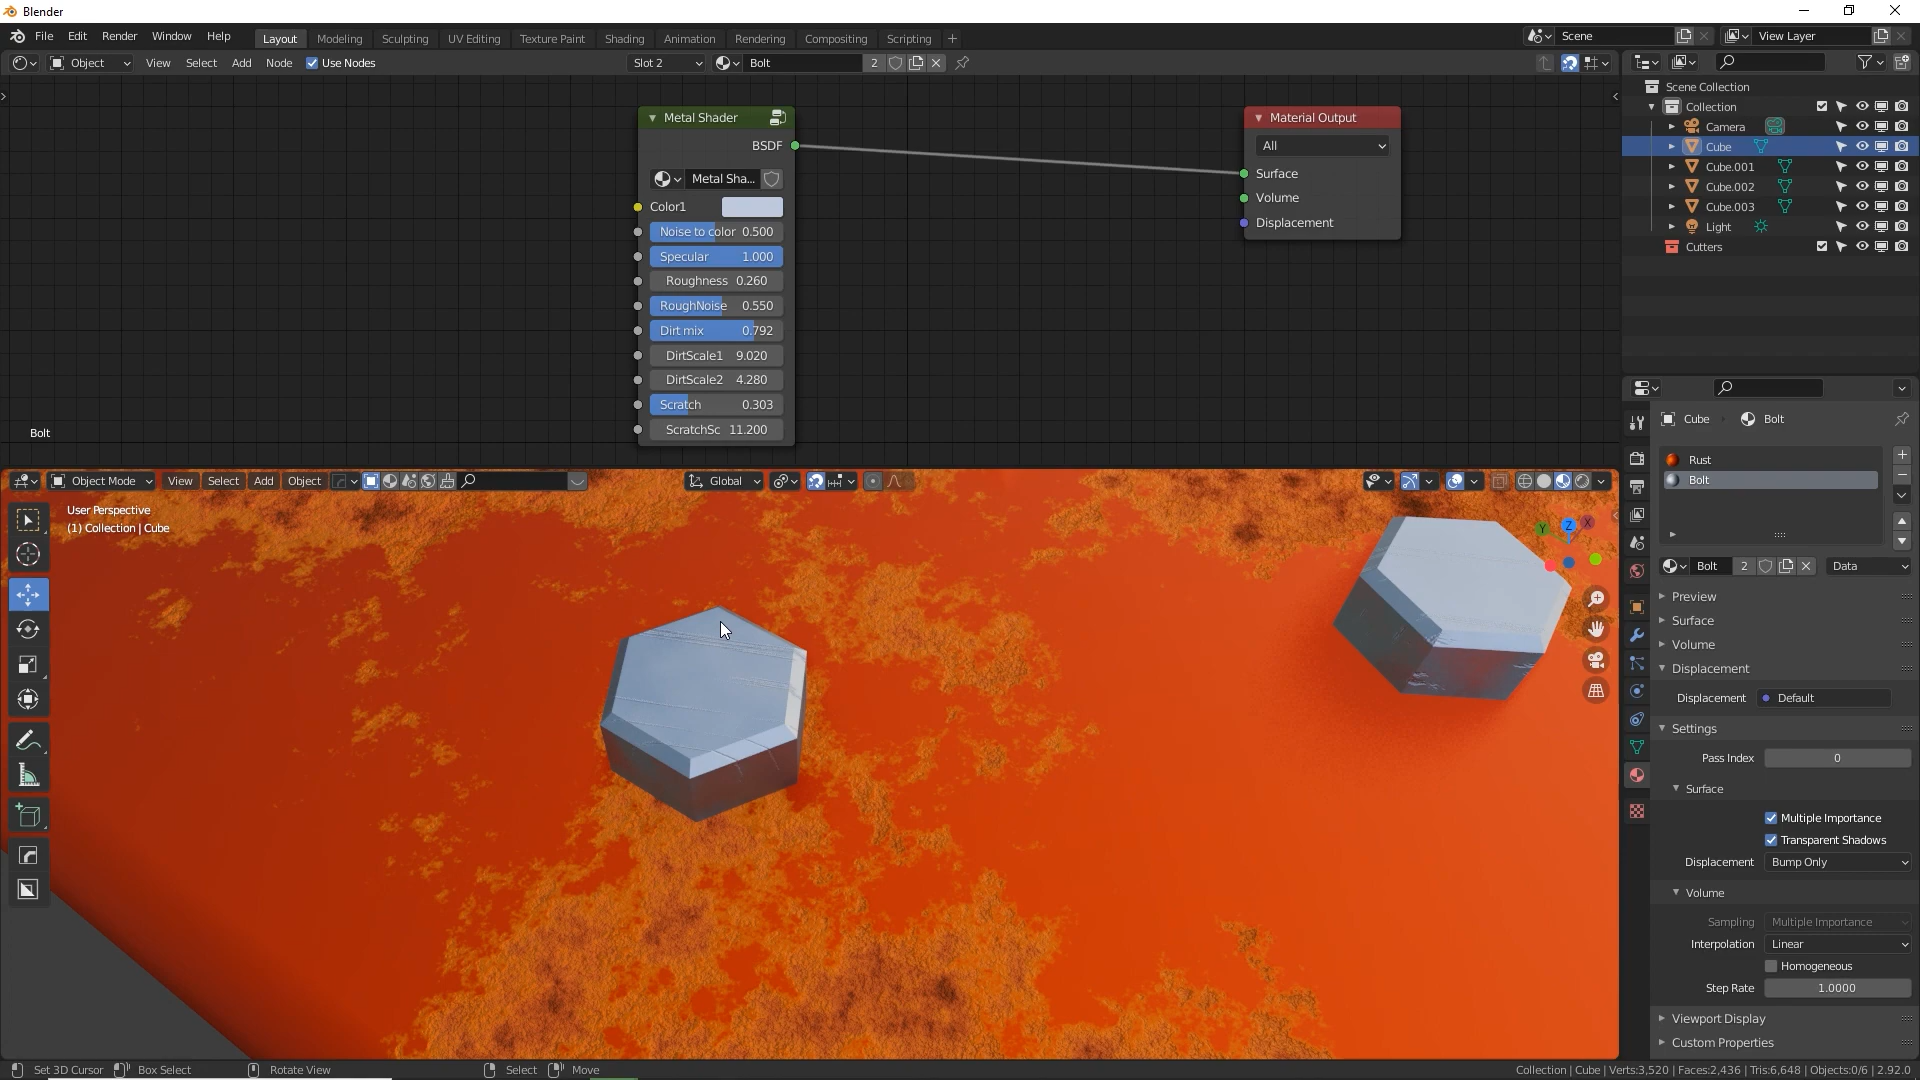 Blender
File Edit Render Window Help
Layout Modeling Sculpting UV Editing Texture Paint Shading Animation Rendering Compositing Scripting
Scene
View Layer
Object View Select Add Node Use Nodes
Slot 2
Bolt 2
Metal Shader
BSDF
Metal Sha...
Color1
Noise to color 0.500
Specular 1.000
Roughness 0.260
RoughNoise 0.550
Dirt mix 0.792
DirtScale1 9.020
DirtScale2 4.280
Scratch 0.303
ScratchSc 11.200
Material Output
All
Surface
Volume
Displacement
Bolt
Scene Collection
Collection
Camera
Cube
Cube.001
Cube.002
Cube.003
Light
Cutters
Object Mode View Select Add Object
Global
User Perspective
(1) Collection | Cube
Y Z X
Cube Bolt
Rust
Bolt
Bolt 2 Data
Preview
Surface
Volume
Displacement
Displacement Default
Settings
Pass Index 0
Surface
Multiple Importance
Transparent Shadows
Displacement Bump Only
Volume
Sampling Multiple Importance
Interpolation Linear
Homogeneous
Step Rate 1.0000
Viewport Display
Custom Properties
Set 3D Cursor Box Select Rotate View Select Move
Collection | Cube | Verts:3,520 | Faces:2,436 | Tris:6,648 | Objects:0/6 | 2.92.0